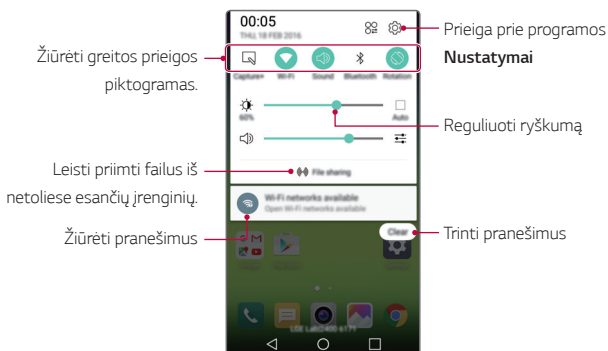 00:05
THU, 18 FEB 2016
Prieiga prie programos
Nustatymai
Žiūrėti greitos prieigos
piktogramas.
Capture+ Wi-Fi Sound Bluetooth Rotation
60% Auto
Reguliuoti ryškumą
Leisti priimti failus iš
netoliese esančių įrenginių.
File sharing
Wi-Fi networks available
Open Wi-Fi networks available
Žiūrėti pranešimus
Clear
Trinti pranešimus